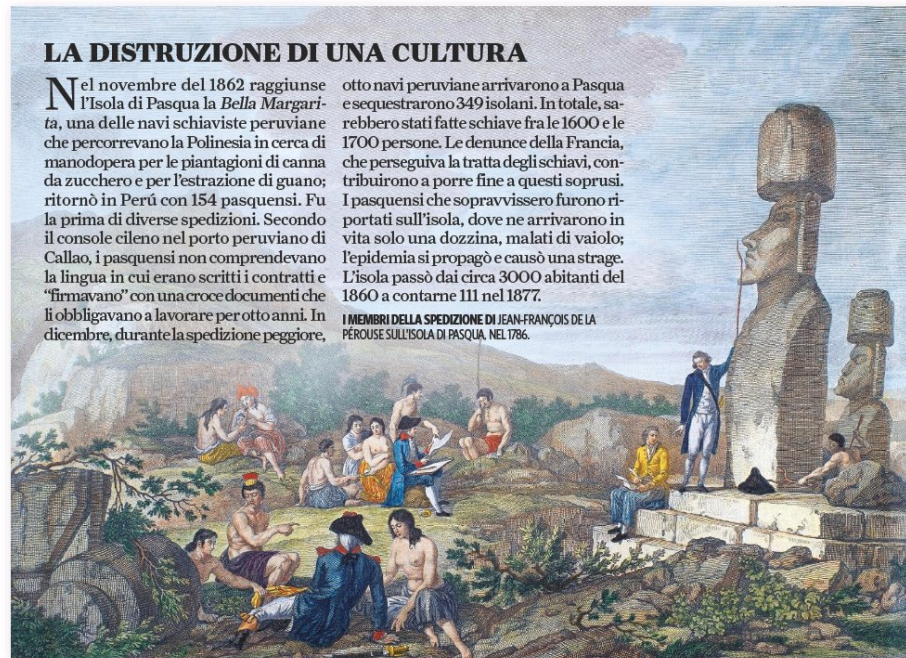 LA DISTRUZIONE DI UNA CULTURA
Nel novembre del 1862 raggiunse
l'Isola di Pasqua la Bella Margari-
ta, una delle navi schiaviste peruviane
che percorrevano la Polinesia in cerca di
manodopera per le piantagioni di canna
da zucchero e per l'estrazione di guano;
ritornò in Perú con 154 pasquensi. Fu
la prima di diverse spedizioni. Secondo
il console cileno nel porto peruviano di
Callao, i pasquensi non comprendevano
la lingua in cui erano scritti i contratti e
“firmavano” con una croce documenti che
li obbligavano a lavorare per otto anni. In
dicembre, durante la spedizione peggiore,
otto navi peruviane arrivarono a Pasqua
e sequestrarono 349 isolani. In totale, sa-
rebbero stati fatte schiave fra le 1600 e le
1700 persone. Le denunce della Francia,
che perseguiva la tratta degli schiavi, con-
tribuirono a porre fine a questi soprusi.
I pasquensi che sopravvissero furono ri-
portati sull'isola, dove ne arrivarono in
vita solo una dozzina, malati di vaiolo;
l'epidemia si propagò e causò una strage.
L'isola passò dai circa 3000 abitanti del
1860 a contarne 111 nel 1877.
I MEMBRI DELLA SPEDIZIONE DI JEAN-FRANÇOIS DE LA
PÉROUSE SULL'ISOLA DI PASQUA, NEL 1786.